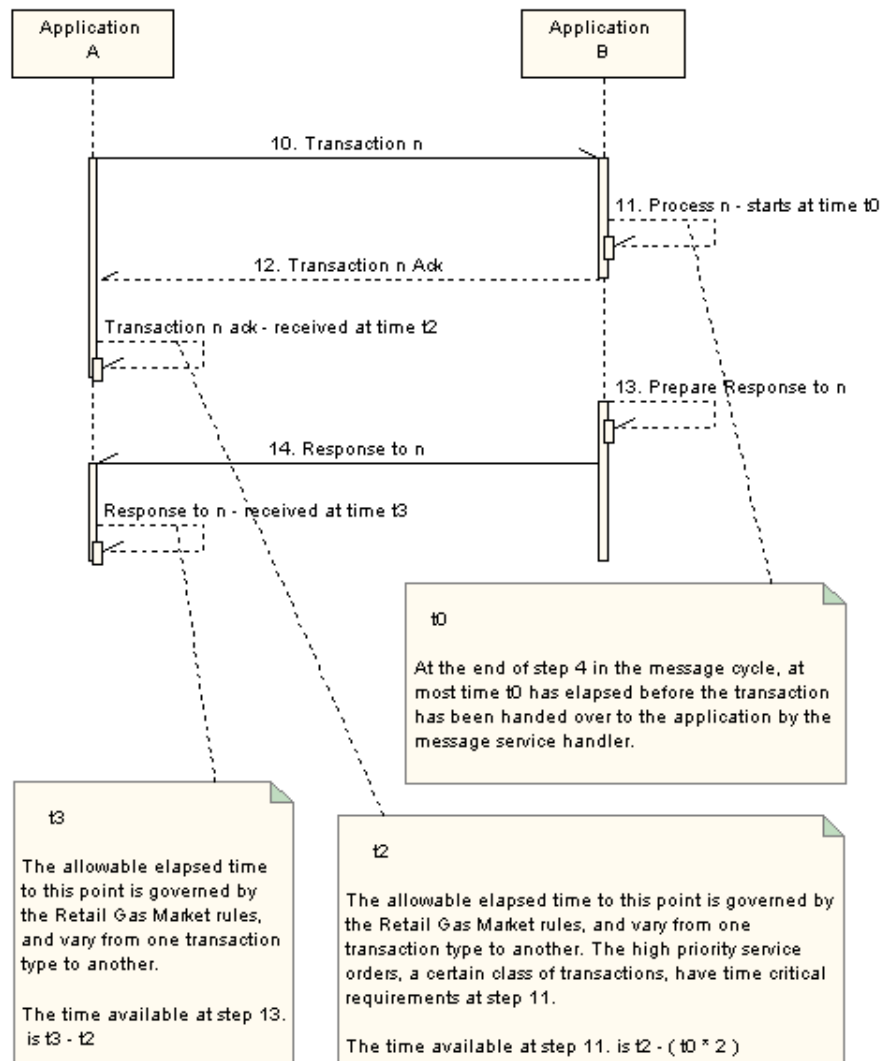 Application
A
Application
B
10. Transaction n
11. Process n - starts at time t0
12. Transaction n Ack
Transaction n ack - received at time t2
13. Prepare Response to n
14. Response to n
Response to n - received at time t3
t0
At the end of step 4 in the message cycle, at
most time t0 has elapsed before the transaction
has been handed over to the application by the
message service handler.
t3
The allowable elapsed time
to this point is governed by
the Retail Gas Market rules,
and vary from one transaction
type to another.
The time available at step 13.
is t3 - t2
t2
The allowable elapsed time to this point is governed by
the Retail Gas Market rules, and vary from one
transaction type to another. The high priority service
orders, a certain class of transactions, have time critical
requirements at step 11.
The time available at step 11. is t2 - ( t0 * 2 )